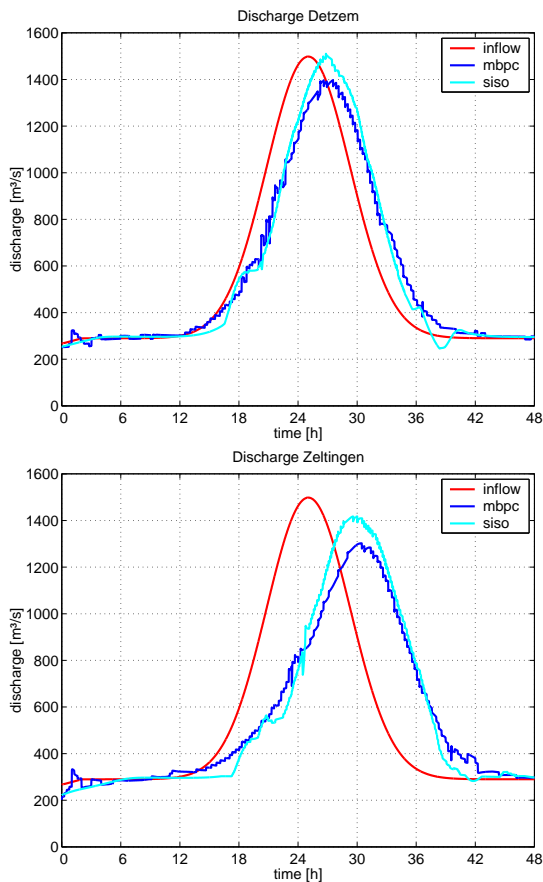 Discharge Detzem
1600
1400
1200
1000
800
600
400
200
0
discharge [m³/s]
inflow
mbpc
siso
0 6 12 18 24 30 36 42 48
time [h]
Discharge Zeltingen
1600
1400
1200
1000
800
600
400
200
0
discharge [m³/s]
inflow
mbpc
siso
0 6 12 18 24 30 36 42 48
time [h]